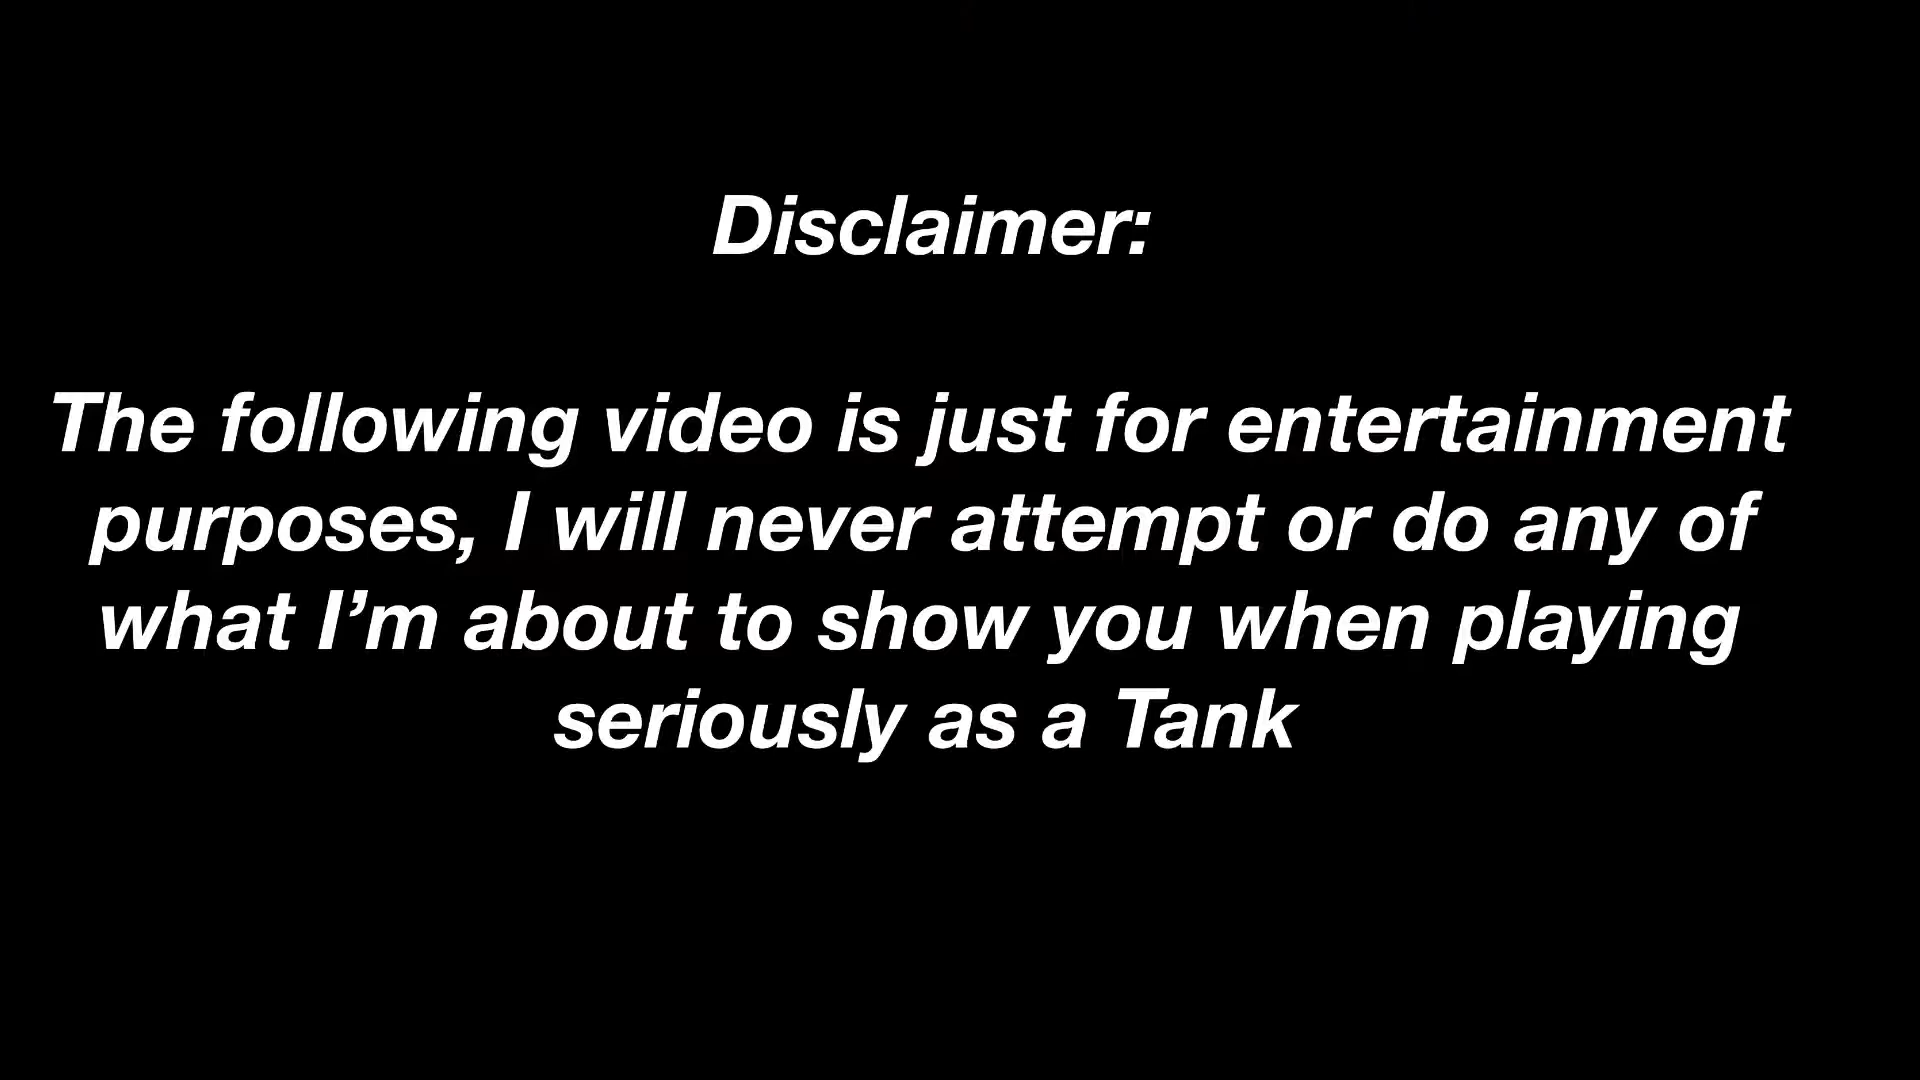 Disclaimer:
The following video is just for entertainment
purposes, I will never attempt or do any of
what I’m about to show you when playing
seriously as a Tank